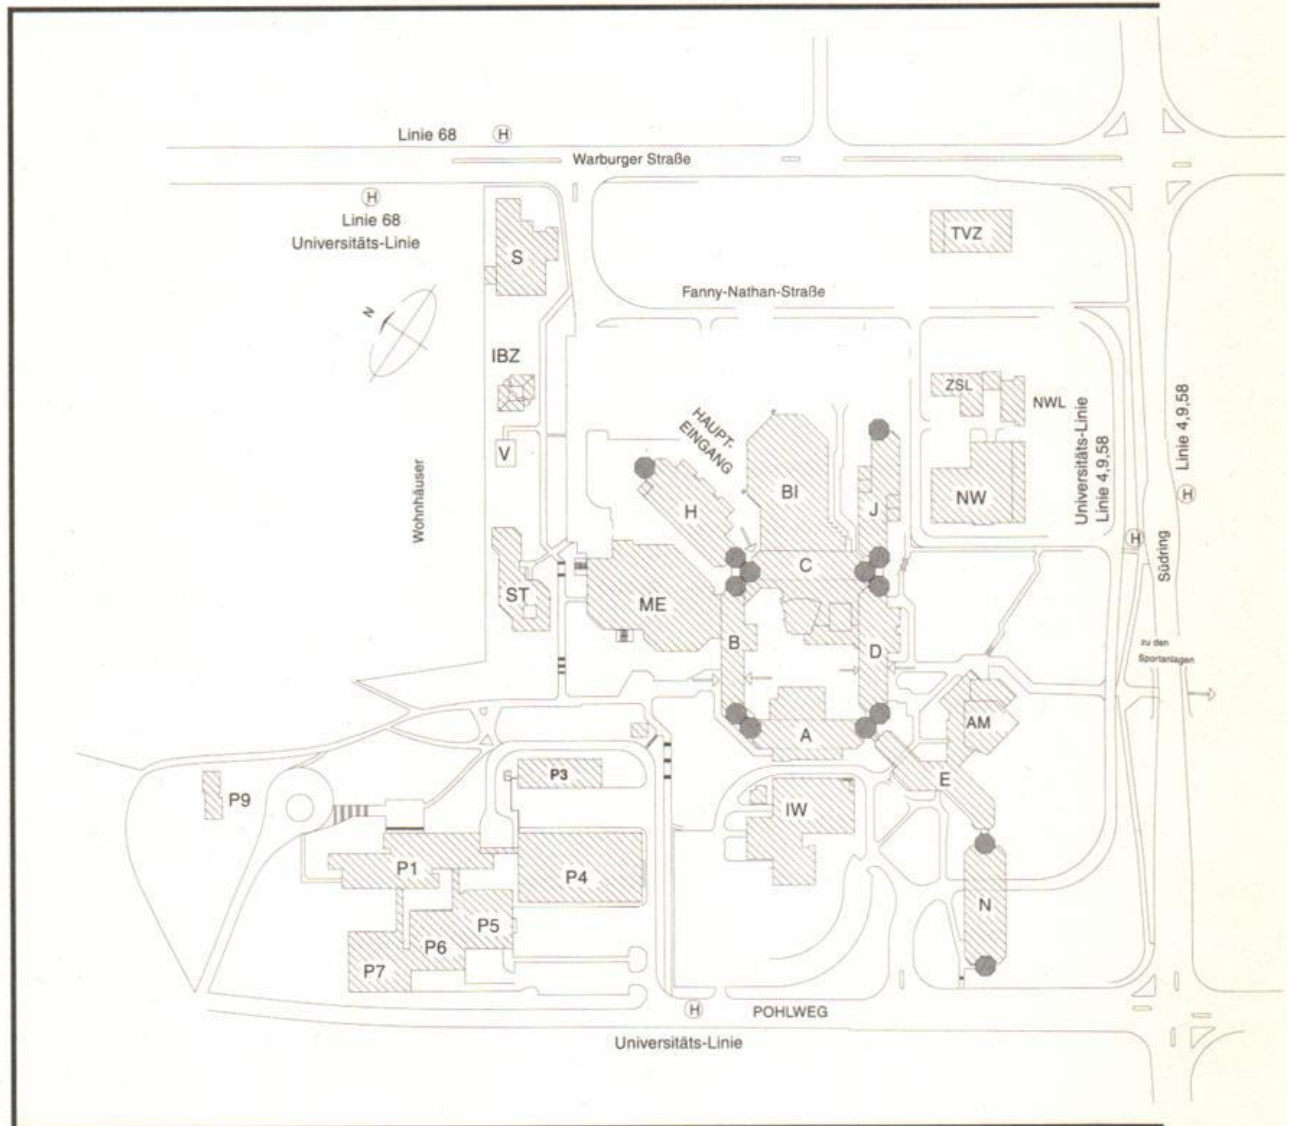 Linie 68 H
Warburger Straße
H
Linie 68
Universitäts-Linie
S
TVZ
Fanny-Nathan-Straße
N
IBZ
ZSL
NWL
HAUPT-
EINGANG
V
Wohnhäuser
BI
H
J
NW
Universitäts-Linie
Linie 4,9,58
H
Linie 4,9,58
H
Südring
C
ST
ME
B
D
zu den
Sportanlagen
AM
A
E
P3
P9
IW
P1
P4
N
P5
P6
P7
H
POHLWEG
Universitäts-Linie